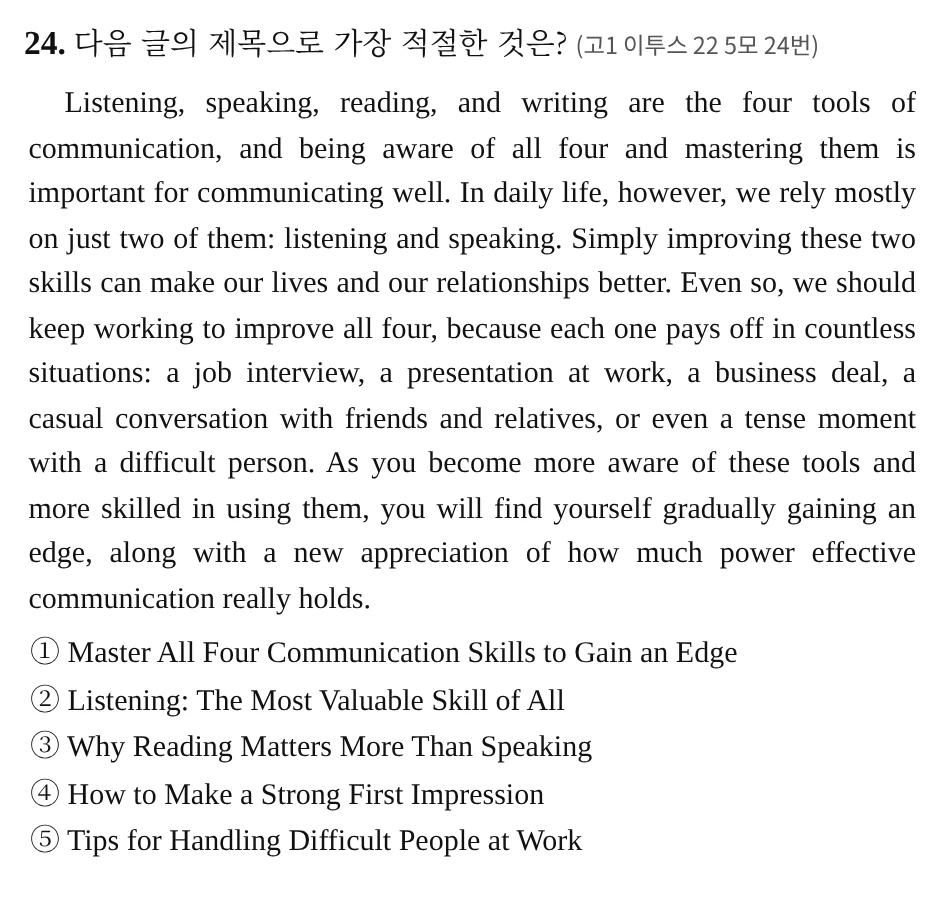 24. 다음 글의 제목으로 가장 적절한 것은? (고1 이투스 22 5모 24번)
Listening, speaking, reading, and writing are the four tools of
communication, and being aware of all four and mastering them is
important for communicating well. In daily life, however, we rely mostly
on just two of them: listening and speaking. Simply improving these two
skills can make our lives and our relationships better. Even so, we should
keep working to improve all four, because each one pays off in countless
situations: a job interview, a presentation at work, a business deal, a
casual conversation with friends and relatives, or even a tense moment
with a difficult person. As you become more aware of these tools and
more skilled in using them, you will find yourself gradually gaining an
edge, along with a new appreciation of how much power effective
communication really holds.
① Master All Four Communication Skills to Gain an Edge
② Listening: The Most Valuable Skill of All
③ Why Reading Matters More Than Speaking
④ How to Make a Strong First Impression
⑤ Tips for Handling Difficult People at Work